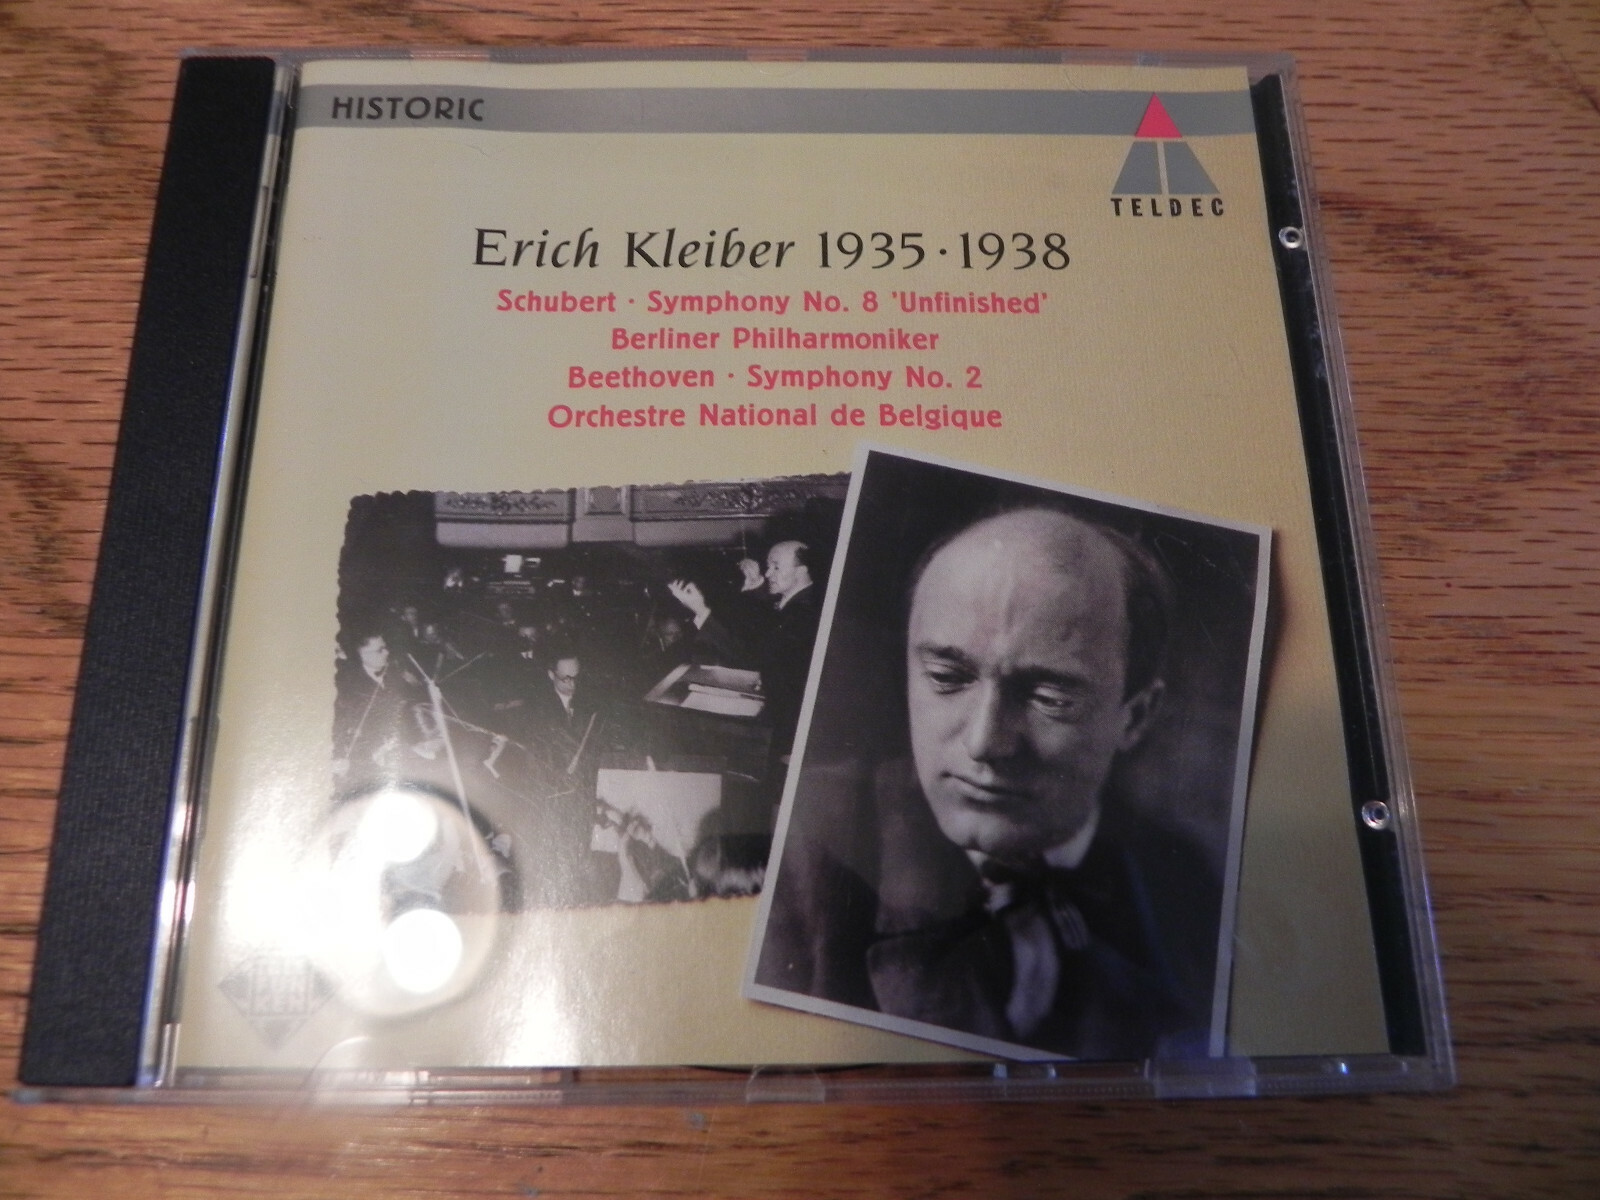 HISTORIC
TELDEC
Erich Kleiber 1935 · 1938
Schubert · Symphony No. 8 'Unfinished'
Berliner Philharmoniker
Beethoven · Symphony No. 2
Orchestre National de Belgique